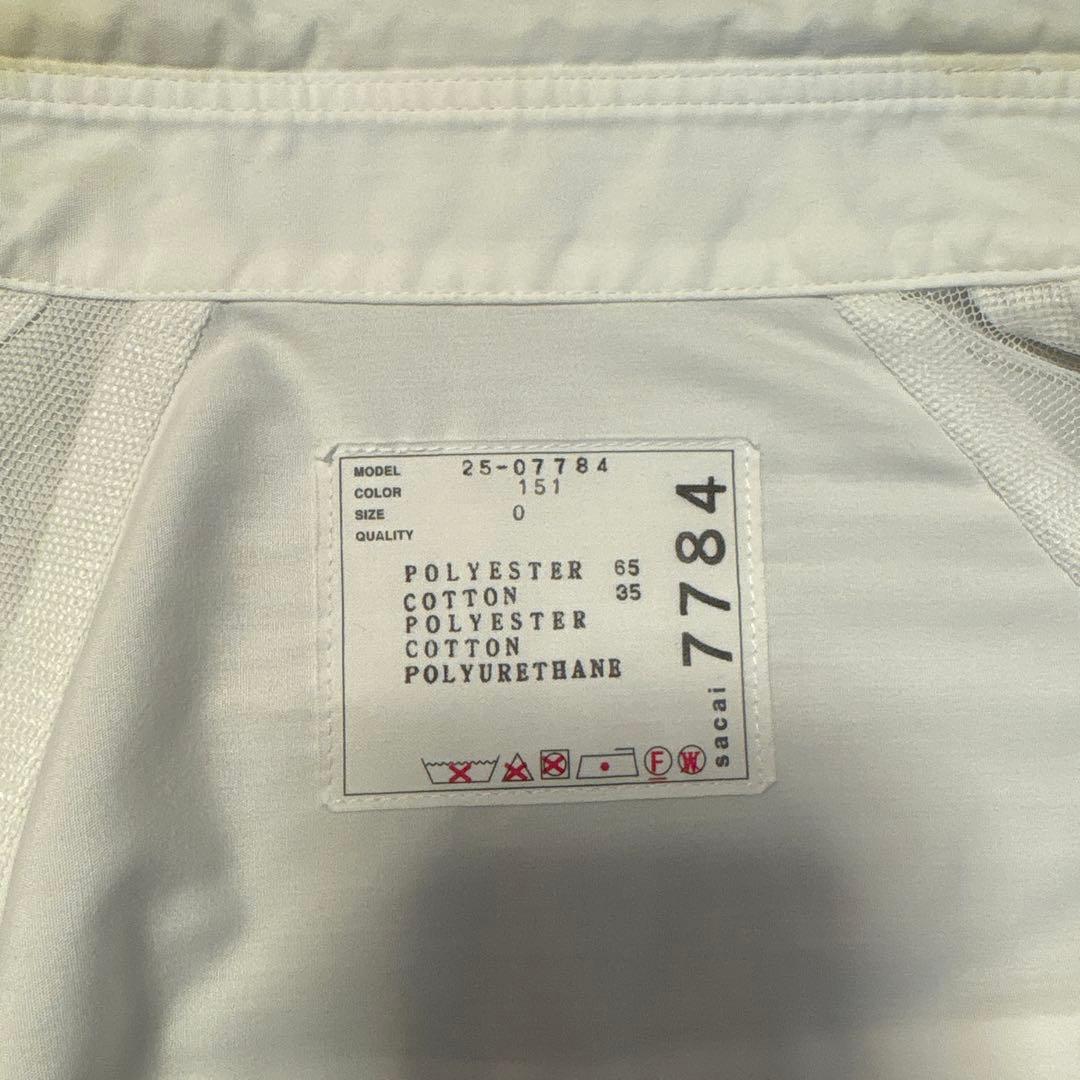 MODEL 25-07784
COLOR 151
SIZE 0
QUALITY
POLYESTER 65
COTTON 35
POLYESTER
COTTON
POLYURETHANE
F W
sacai 7784